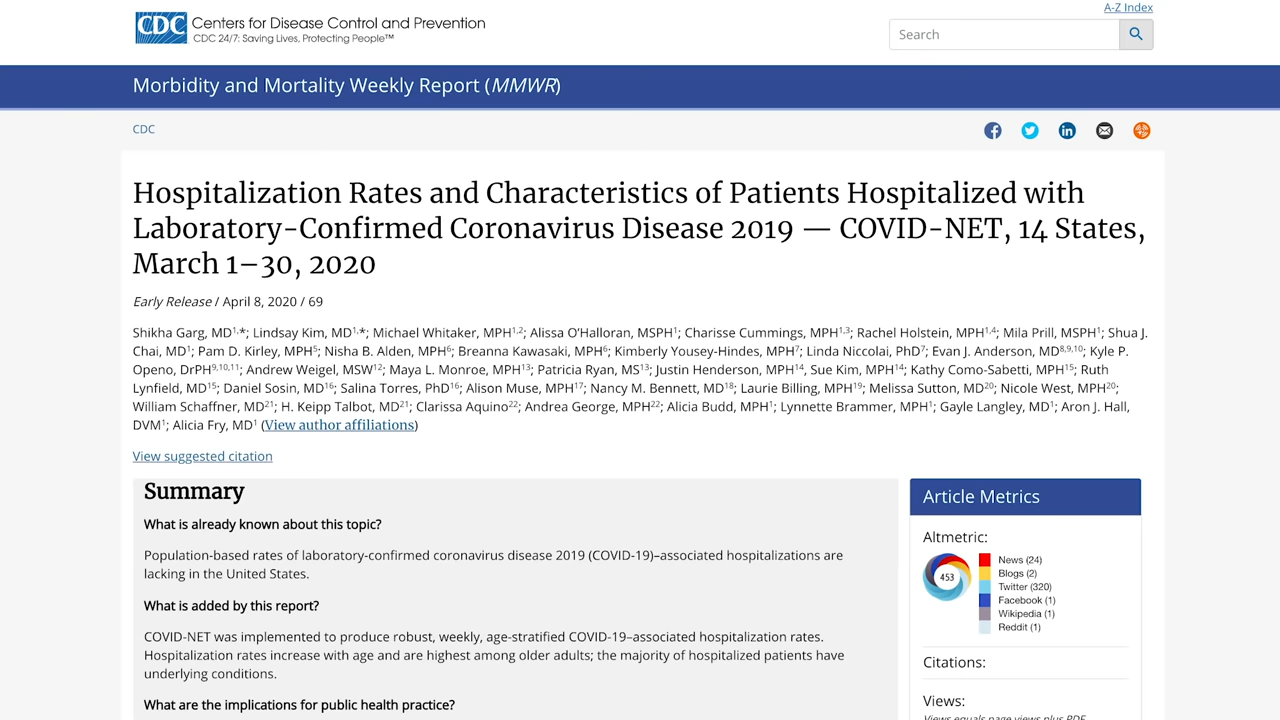 A-Z Index
CDC
Centers for Disease Control and Prevention
CDC 24/7: Saving Lives, Protecting People™
Search
Morbidity and Mortality Weekly Report (MMWR)
CDC
Hospitalization Rates and Characteristics of Patients Hospitalized with
Laboratory-Confirmed Coronavirus Disease 2019 — COVID-NET, 14 States,
March 1–30, 2020
Early Release / April 8, 2020 / 69
Shikha Garg, MD1,*; Lindsay Kim, MD1,*; Michael Whitaker, MPH1,2; Alissa O’Halloran, MSPH1; Charisse Cummings, MPH1,3; Rachel Holstein, MPH1,4; Mila Prill, MSPH1; Shua J.
Chai, MD1; Pam D. Kirley, MPH5; Nisha B. Alden, MPH6; Breanna Kawasaki, MPH6; Kimberly Yousey-Hindes, MPH7; Linda Niccolai, PhD7; Evan J. Anderson, MD8,9,10; Kyle P.
Openo, DrPH9,10,11; Andrew Weigel, MSW12; Maya L. Monroe, MPH13; Patricia Ryan, MS13; Justin Henderson, MPH14, Sue Kim, MPH14; Kathy Como-Sabetti, MPH15; Ruth
Lynfield, MD15; Daniel Sosin, MD16; Salina Torres, PhD16; Alison Muse, MPH17; Nancy M. Bennett, MD18; Laurie Billing, MPH19; Melissa Sutton, MD20; Nicole West, MPH20;
William Schaffner, MD21; H. Keipp Talbot, MD21; Clarissa Aquino22; Andrea George, MPH22; Alicia Budd, MPH1; Lynnette Brammer, MPH1; Gayle Langley, MD1; Aron J. Hall,
DVM1; Alicia Fry, MD1 (View author affiliations)
View suggested citation
Summary
What is already known about this topic?
Population-based rates of laboratory-confirmed coronavirus disease 2019 (COVID-19)–associated hospitalizations are
lacking in the United States.
What is added by this report?
COVID-NET was implemented to produce robust, weekly, age-stratified COVID-19–associated hospitalization rates.
Hospitalization rates increase with age and are highest among older adults; the majority of hospitalized patients have
underlying conditions.
What are the implications for public health practice?
Article Metrics
Altmetric:
453
News (24)
Blogs (2)
Twitter (320)
Facebook (1)
Wikipedia (1)
Reddit (1)
Citations:
Views:
Views equals page views plus PDF